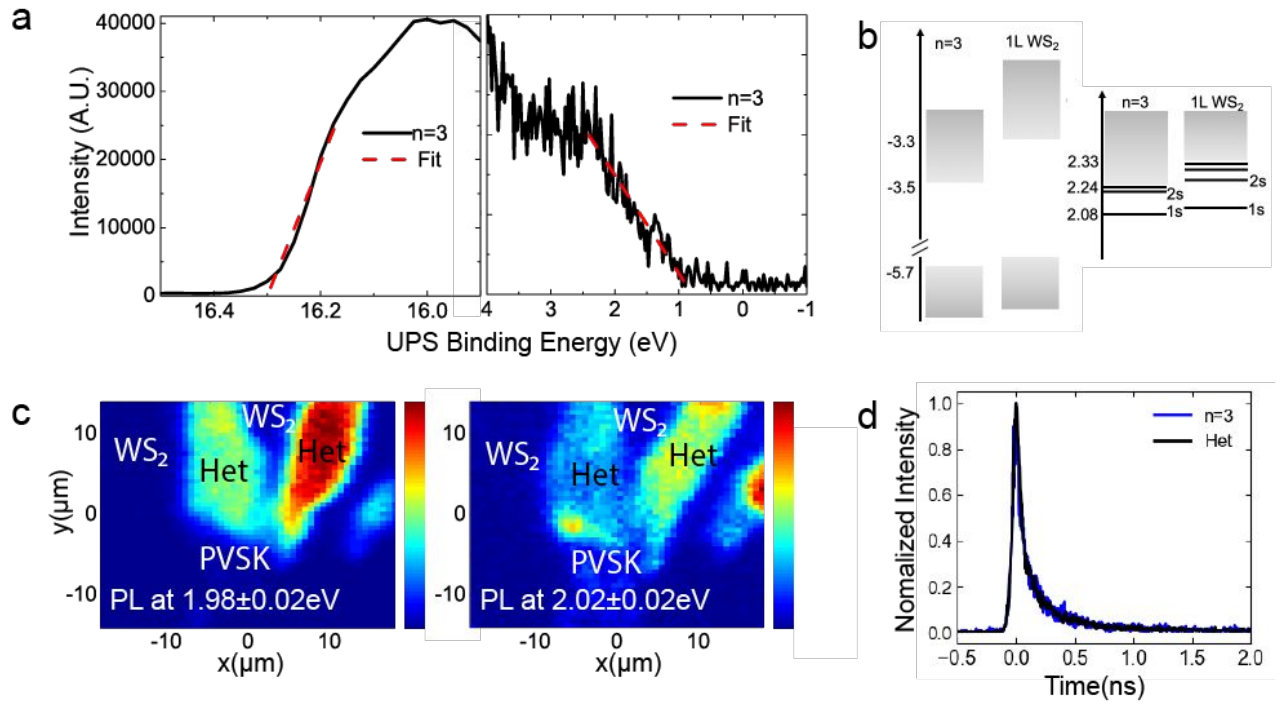 a
40000
30000
20000
10000
0
Intensity (A.U.)
n=3
Fit
16.4
16.2
16.0
n=3
Fit
4
3
2
1
0
-1
UPS Binding Energy (eV)
b
n=3
1L WS₂
-3.3
-3.5
-5.7
n=3
1L WS₂
2.33
2.24
2.08
2s
1s
2s
1s
c
WS₂
WS₂
Het
Het
PVSK
PL at 1.98±0.02eV
10
0
-10
y(μm)
-10
0
10
x(μm)
WS₂
WS₂
Het
Het
PVSK
PL at 2.02±0.02eV
10
0
-10
-10
0
10
x(μm)
d
n=3
Het
1.0
0.8
0.6
0.4
0.2
0.0
Nomalized Intensity
−0.5
0.0
0.5
1.0
1.5
2.0
Time(ns)